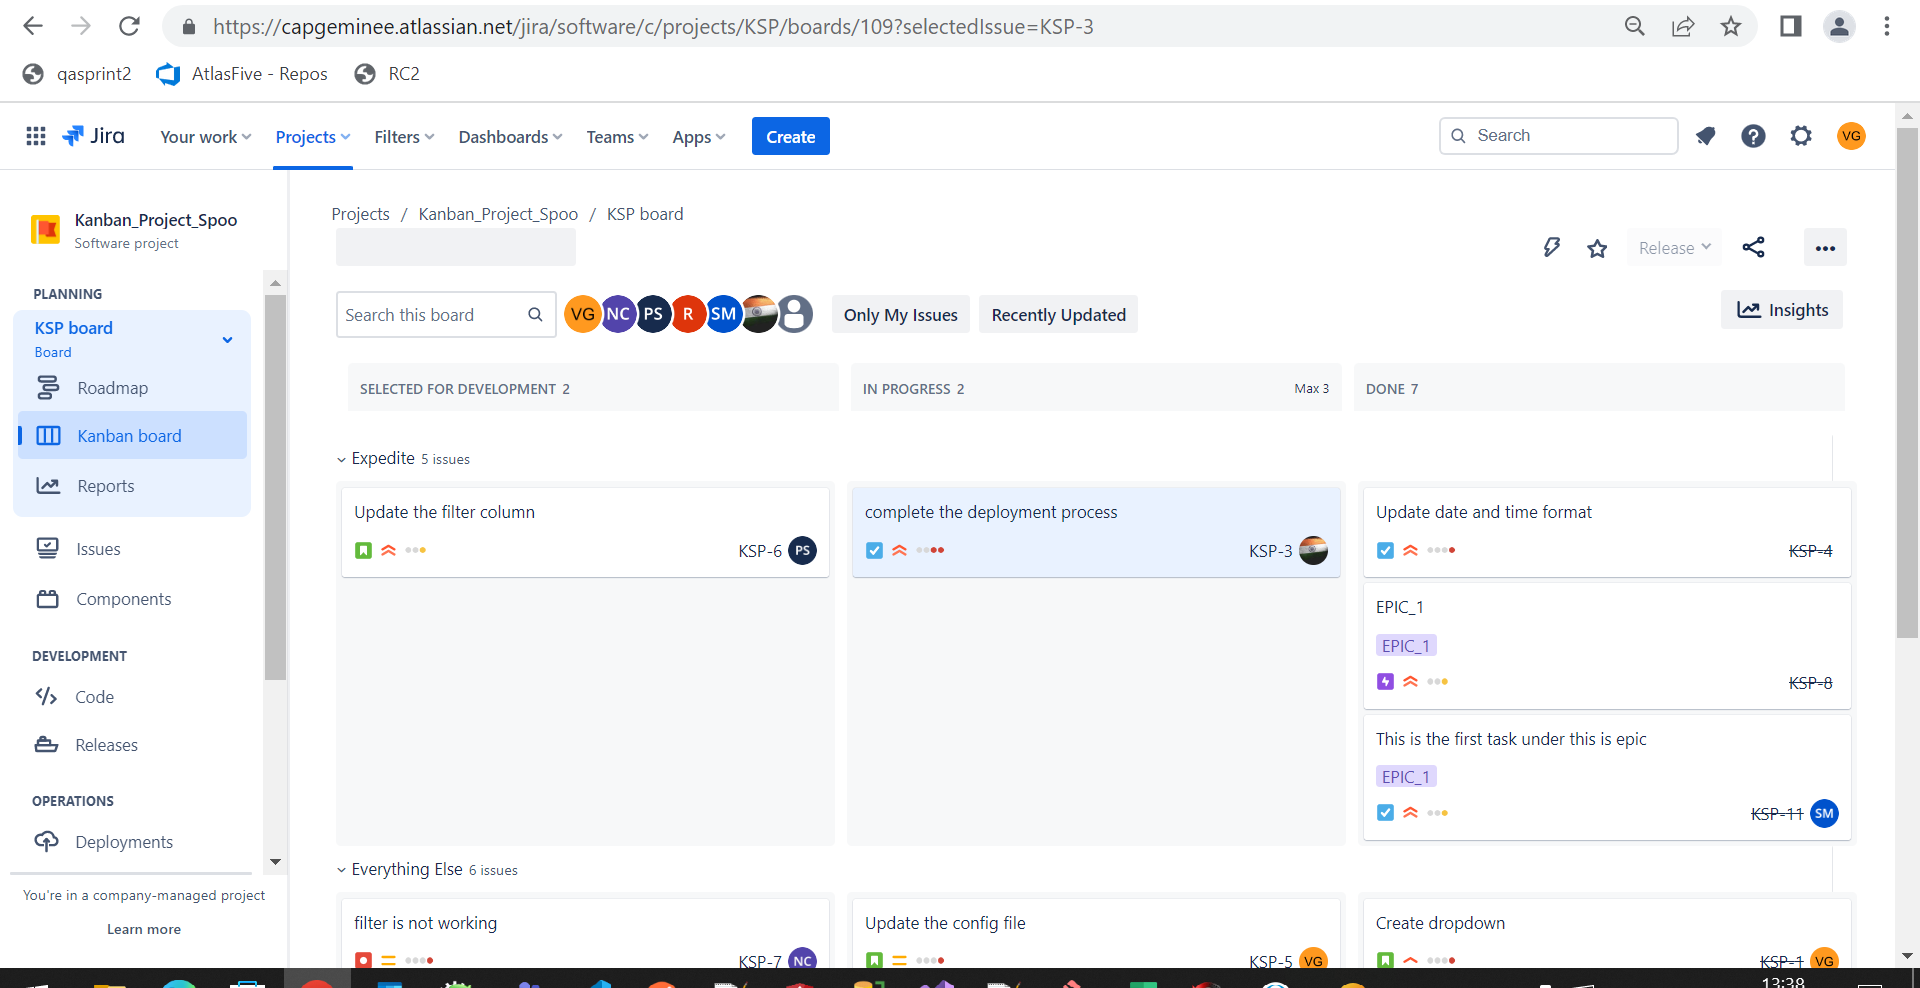 https://capgeminee.atlassian.net/jira/software/c/projects/KSP/boards/109?selectedIssue=KSP-3
qasprint2 AtlasFive - Repos RC2
Jira Your work Projects Filters Dashboards Teams Apps Create Search VG
Kanban_Project_Spoo
Software project
PLANNING
KSP board
Board
Roadmap
Kanban board
Reports
Issues
Components
DEVELOPMENT
Code
Releases
OPERATIONS
Deployments
You're in a company-managed project
Learn more
Projects / Kanban_Project_Spoo / KSP board
Release
Search this board VG NC PS R SM Only My Issues Recently Updated Insights
SELECTED FOR DEVELOPMENT 2 IN PROGRESS 2 Max 3 DONE 7
Expedite 5 issues
Update the filter column
KSP-6 PS
complete the deployment process
KSP-3
Update date and time format
KSP-4
EPIC_1
EPIC_1
KSP-8
This is the first task under this is epic
EPIC_1
KSP-11 SM
Everything Else 6 issues
filter is not working
KSP-7 NC
Update the config file
KSP-5 VG
Create dropdown
KSP-1 VG
13:38